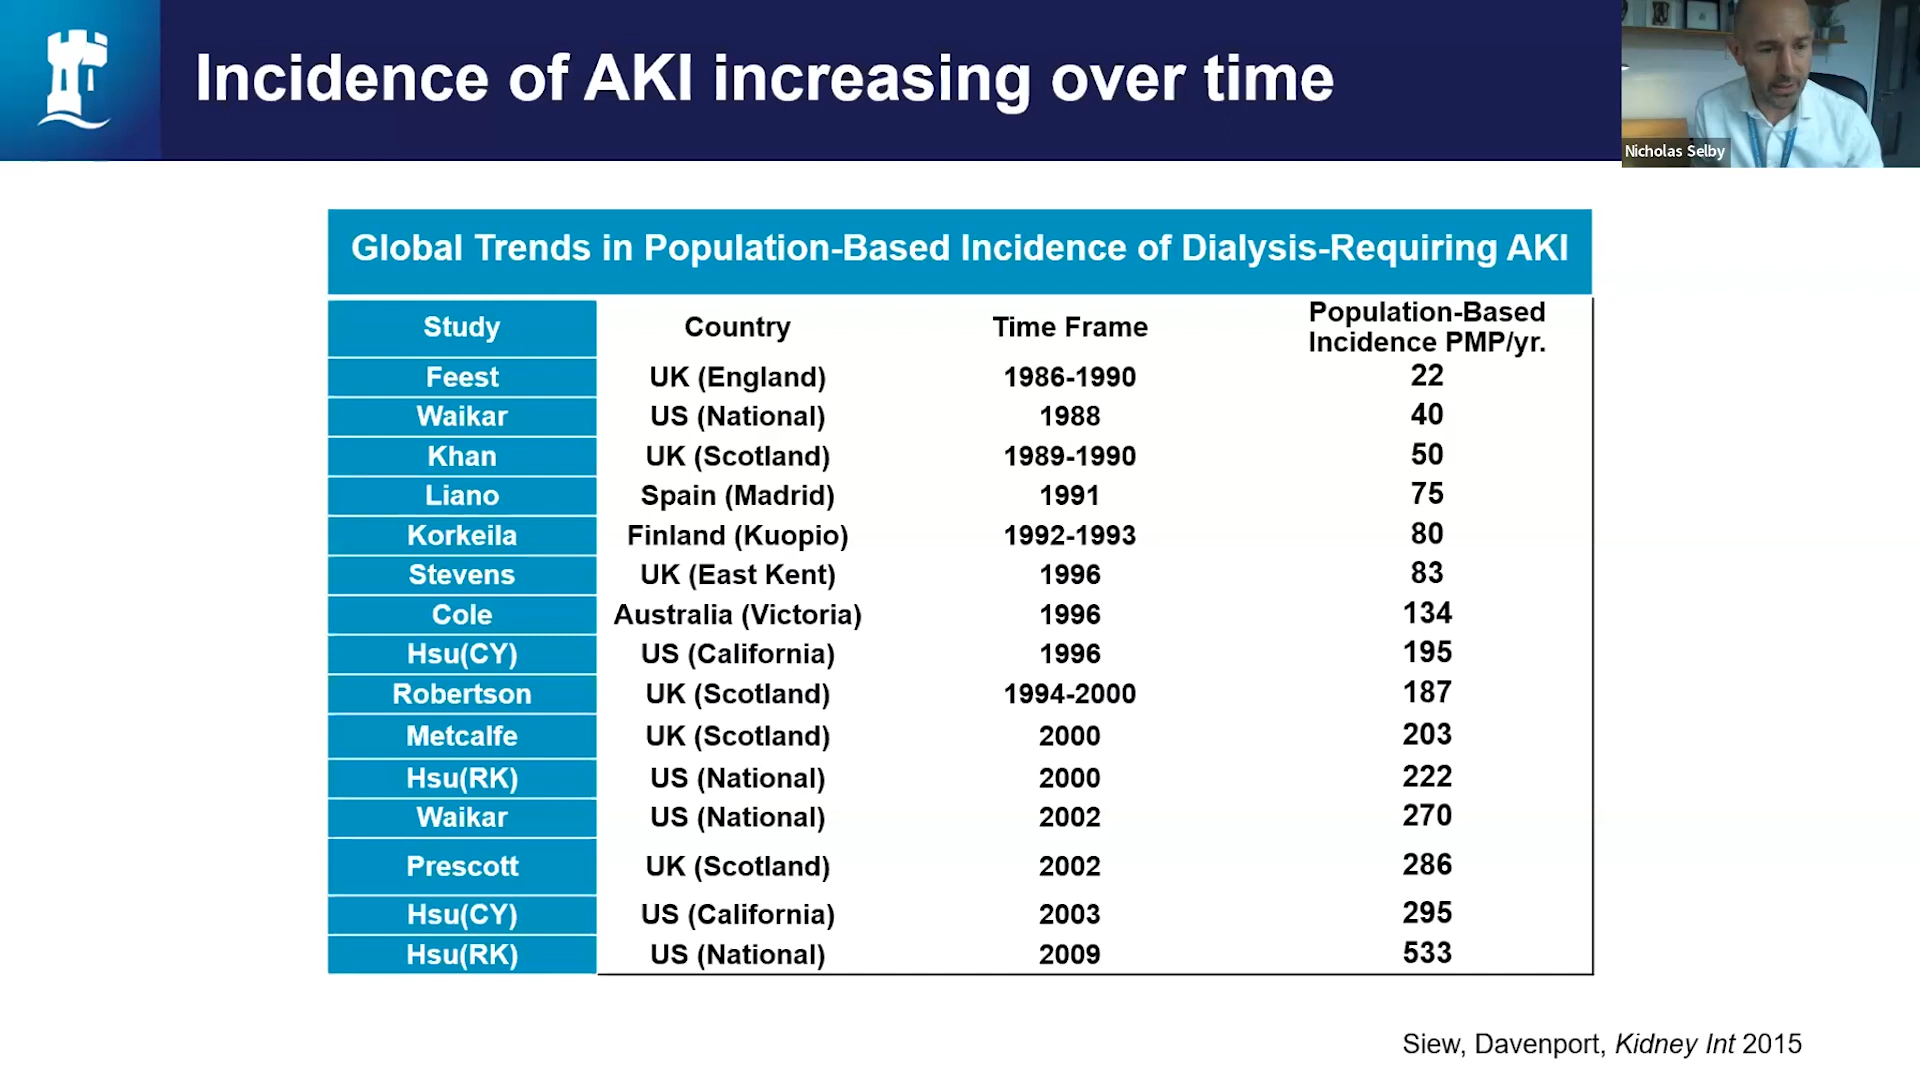 Incidence of AKI increasing over time
Nicholas Selby
Global Trends in Population-Based Incidence of Dialysis-Requiring AKI
Study Country Time Frame Population-Based Incidence PMP/yr.
Feest UK (England) 1986-1990 22
Waikar US (National) 1988 40
Khan UK (Scotland) 1989-1990 50
Liano Spain (Madrid) 1991 75
Korkeila Finland (Kuopio) 1992-1993 80
Stevens UK (East Kent) 1996 83
Cole Australia (Victoria) 1996 134
Hsu(CY) US (California) 1996 195
Robertson UK (Scotland) 1994-2000 187
Metcalfe UK (Scotland) 2000 203
Hsu(RK) US (National) 2000 222
Waikar US (National) 2002 270
Prescott UK (Scotland) 2002 286
Hsu(CY) US (California) 2003 295
Hsu(RK) US (National) 2009 533
Siew, Davenport, Kidney Int 2015